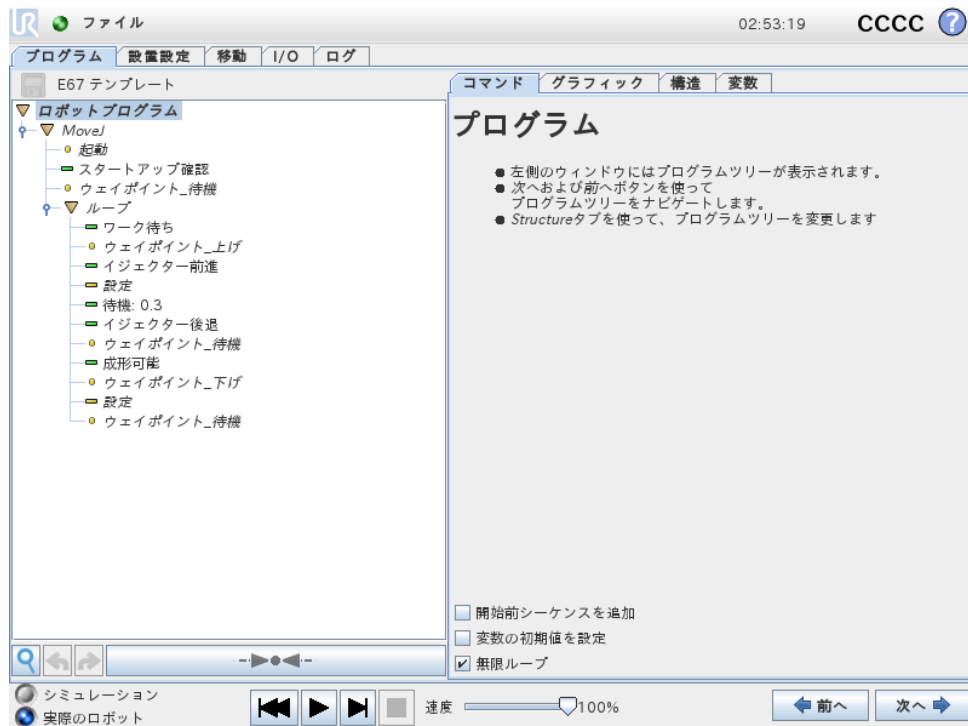 UR ファイル 02:53:19 CCCC ?
プログラム 設置設定 移動 I/O ログ
E67 テンプレート
ロボットプログラム
MoveJ
起動
スタートアップ確認
ウェイポイント_待機
ループ
ワーク待ち
ウェイポイント_上げ
イジェクター前進
設定
待機: 0.3
イジェクター後退
ウェイポイント_待機
成形可能
ウェイポイント_下げ
設定
ウェイポイント_待機
コマンド グラフィック 構造 変数
プログラム
左側のウィンドウにはプログラムツリーが表示されます。
次へおよび前へボタンを使って
プログラムツリーをナビゲートします。
Structureタブを使って、プログラムツリーを変更します
開始前シーケンスを追加
変数の初期値を設定
無限ループ
シミュレーション
実際のロボット
速度 100%
前へ 次へ